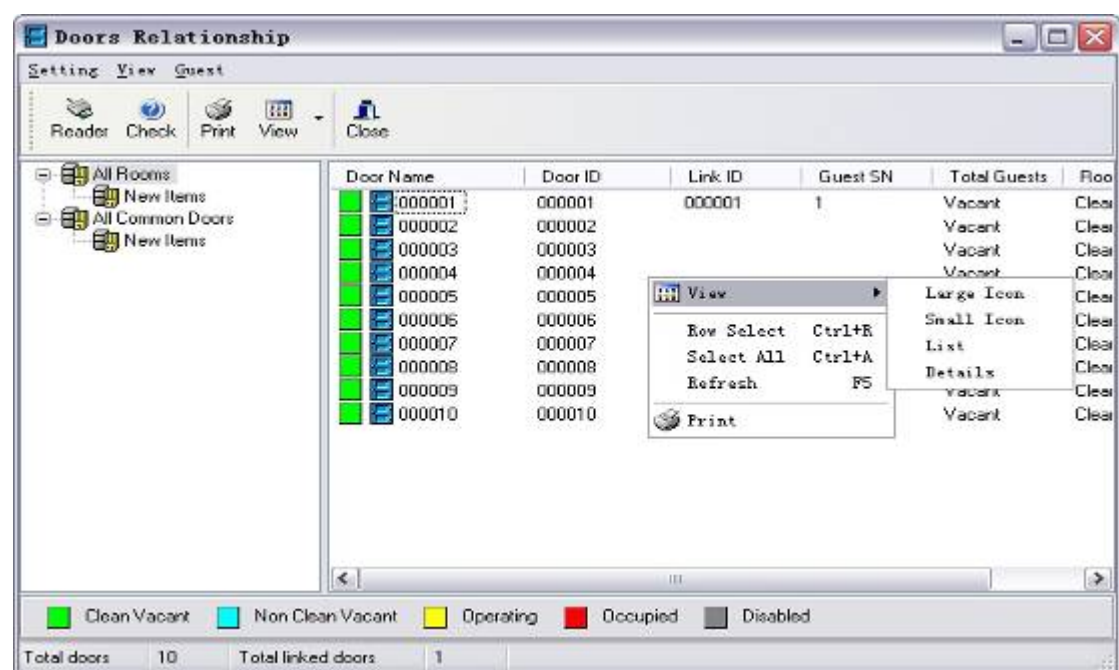 Doors Relationship
Setting View Guest
Reader Check Print View Close
All Rooms
New Items
All Common Doors
New Items
Door Name Door ID Link ID Guest SN Total Guests Roo
000001 000001 000001 1 Vacant Clea
000002 000002 Vacant Clea
000003 000003 Vacant Clea
000004 000004 Vacant Clea
000005 000005 Clea
000006 000006 Clea
000007 000007 Clea
000008 000008 Clea
000009 000009 Vacant Clea
000010 000010 Vacant Clea
View
Row Select Ctrl+R
Select All Ctrl+A
Refresh F5
Print
Large Icon
Small Icon
List
Details
Clean Vacant Non Clean Vacant Operating Occupied Disabled
Total doors 10 Total linked doors 1